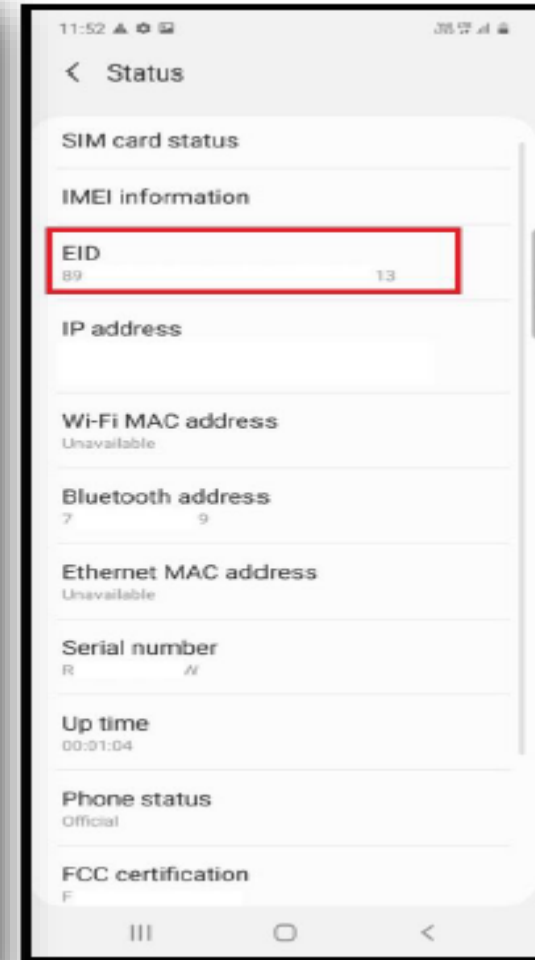 11:52
Status
SIM card status
IMEI information
EID
89 13
IP address
Wi-Fi MAC address
Unavailable
Bluetooth address
7 9
Ethernet MAC address
Unavailable
Serial number
R N
Up time
00:01:04
Phone status
Official
FCC certification
F